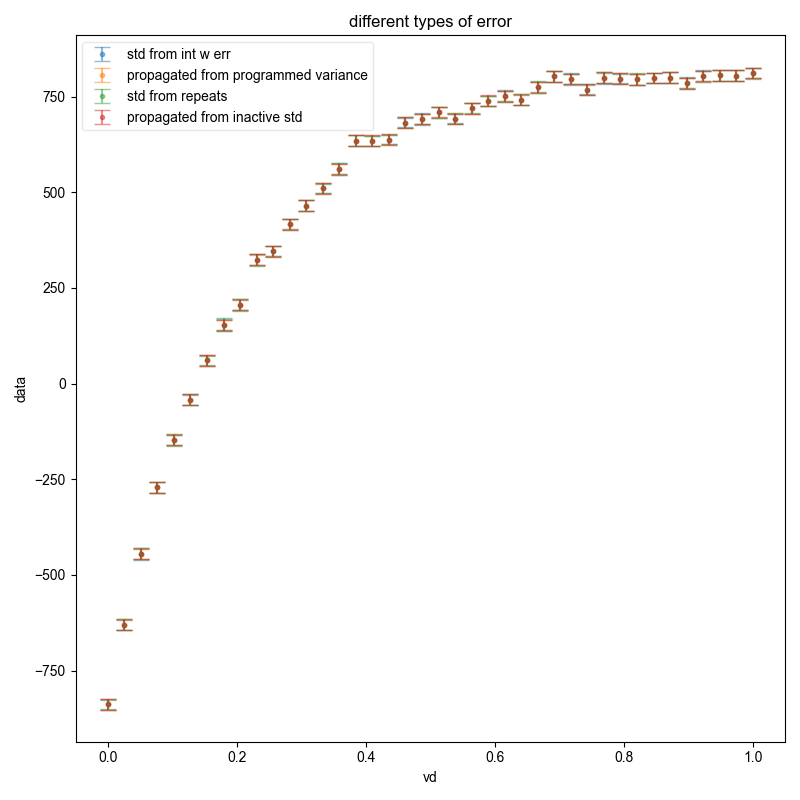 different types of error
std from int w err
propagated from programmed variance
std from repeats
propagated from inactive std
750
500
250
0
−250
−500
−750
data
0.0 0.2 0.4 0.6 0.8 1.0
vd